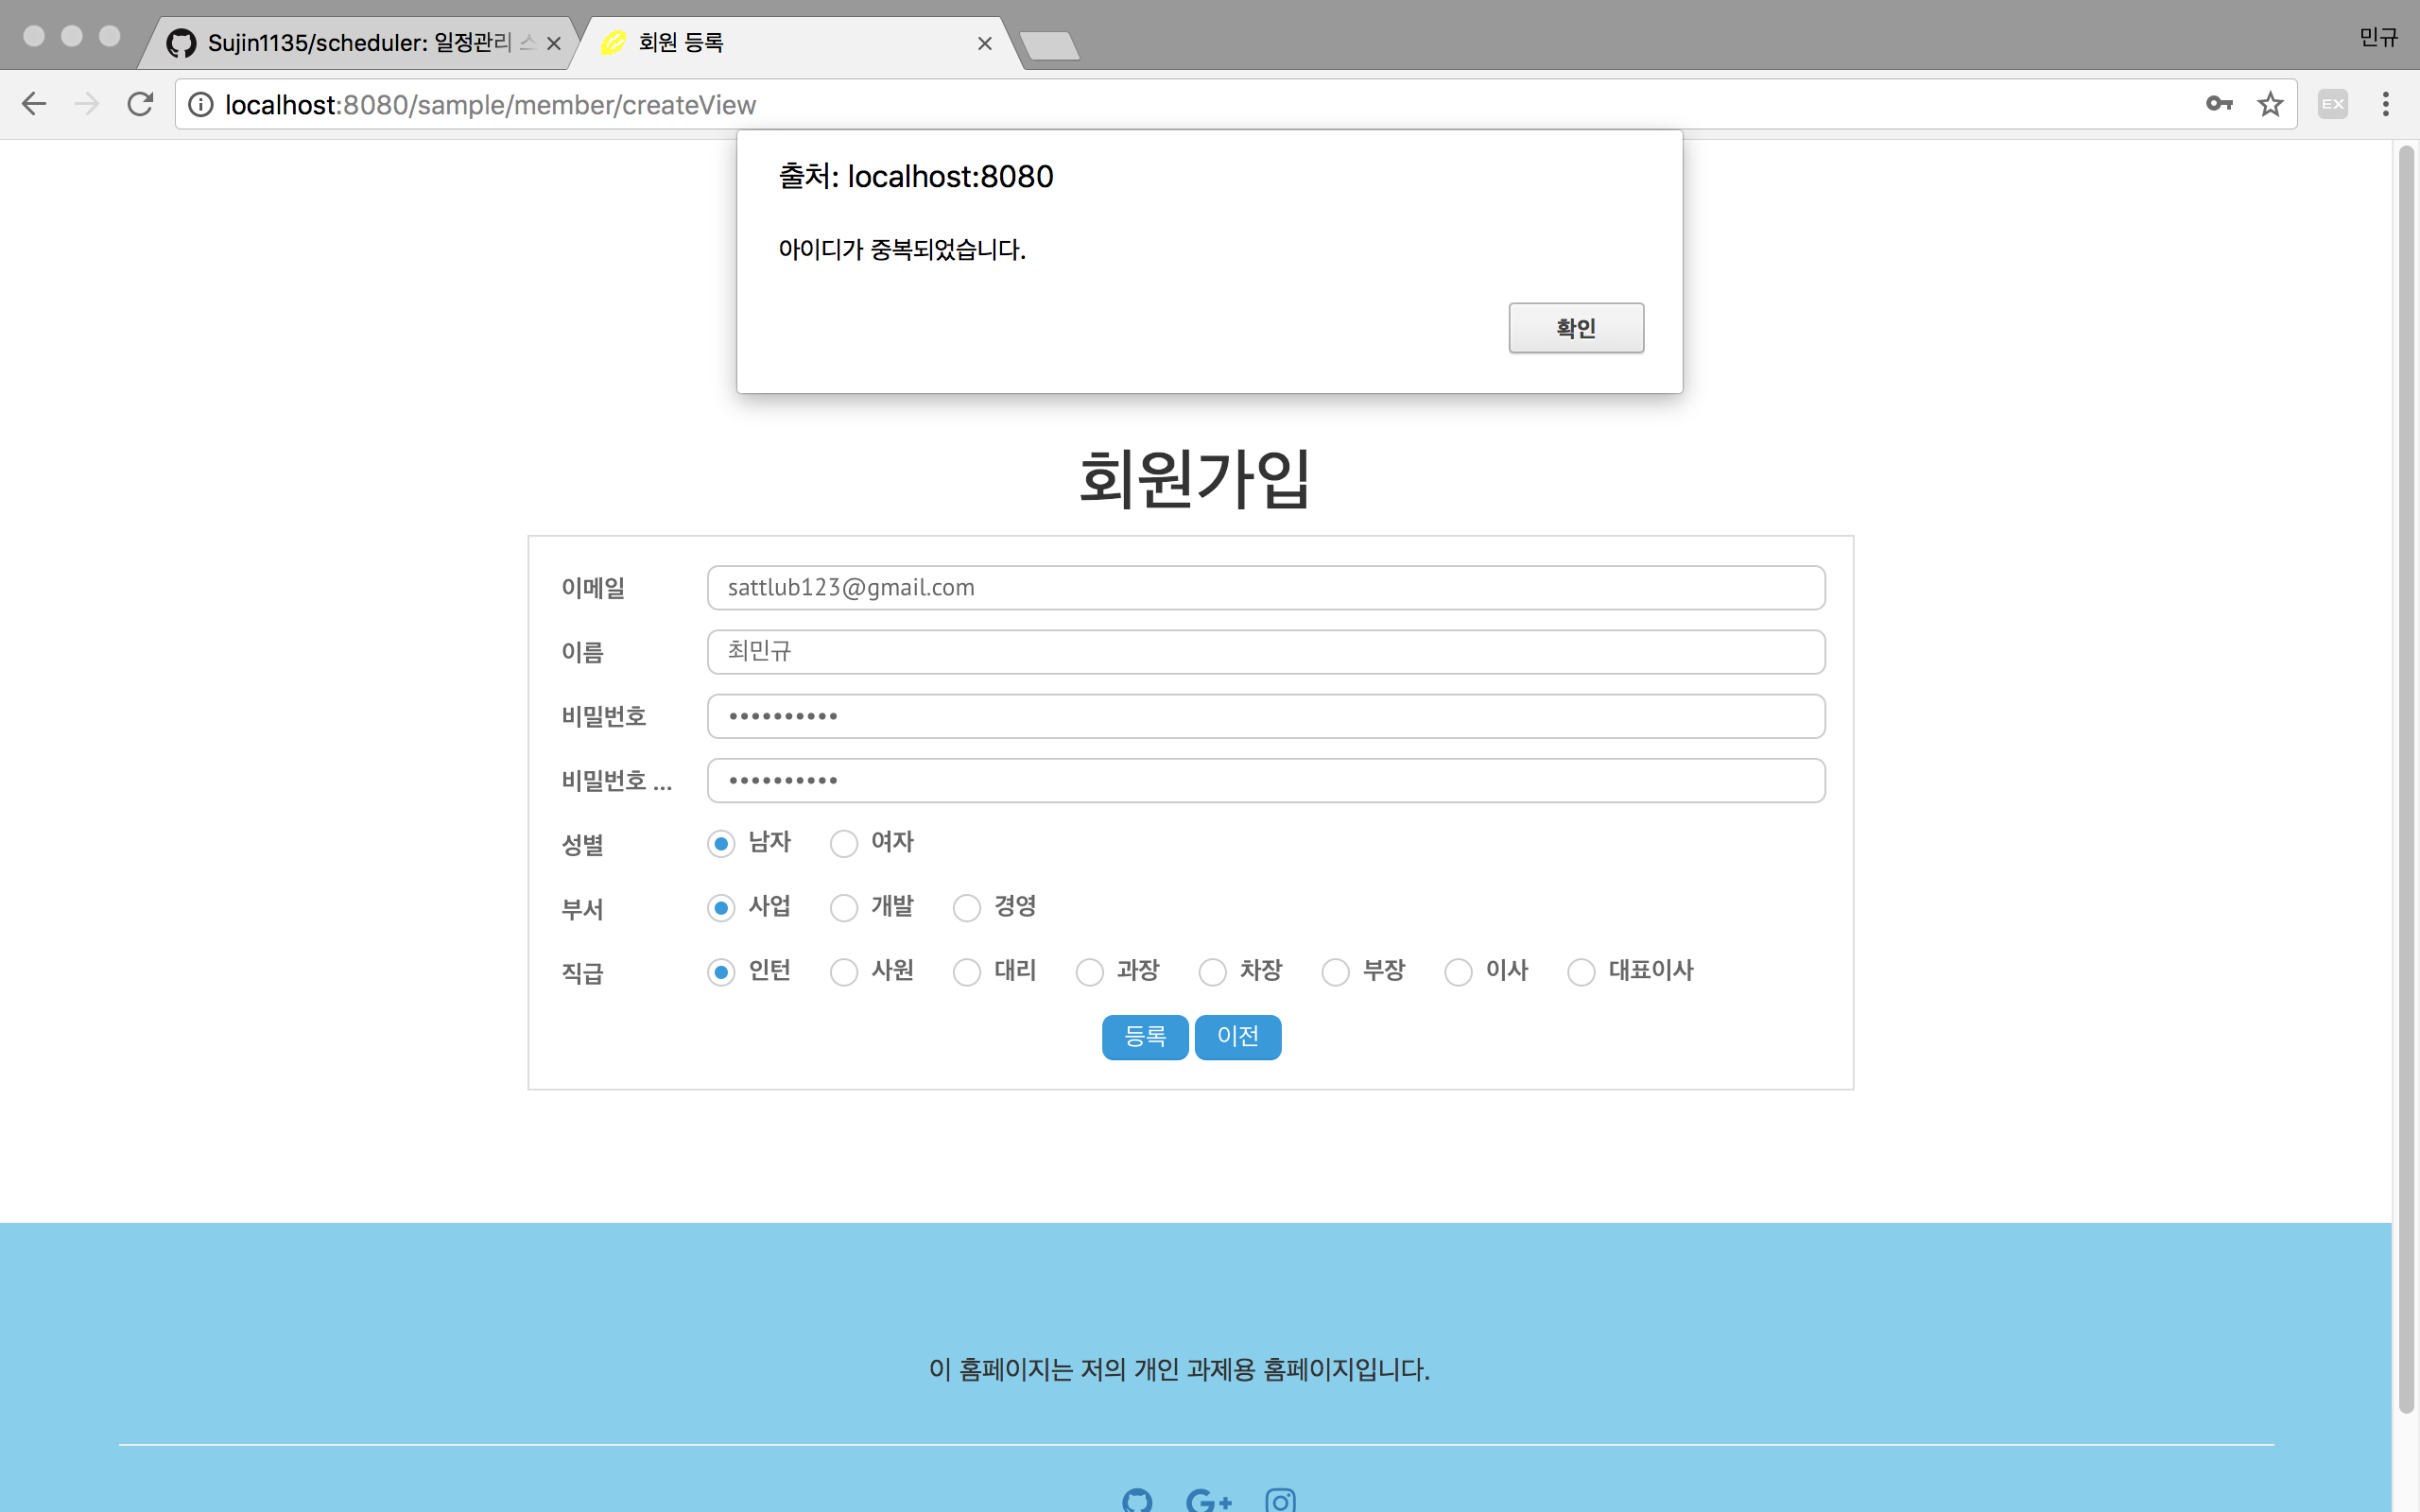 Sujin1135/scheduler: 일정관리 스
회원 등록
민규
localhost:8080/sample/member/createView
EX
출처: localhost:8080
아이디가 중복되었습니다.
확인
회원가입
이메일 sattlub123@gmail.com
이름 최민규
비밀번호 ••••••••••
비밀번호 ... ••••••••••
성별 남자 여자
부서 사업 개발 경영
직급 인턴 사원 대리 과장 차장 부장 이사 대표이사
등록 이전
이 홈페이지는 저의 개인 과제용 홈페이지입니다.
G+